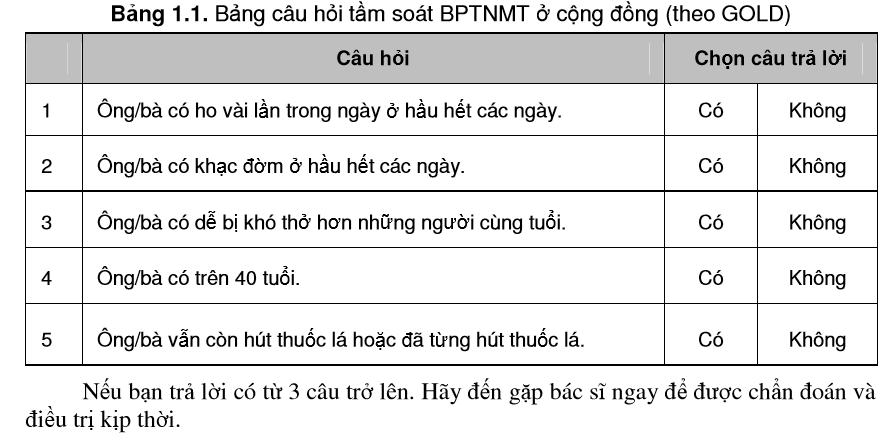 Bảng 1.1. Bảng câu hỏi tầm soát BPTNMT ở cộng đồng (theo GOLD)
Câu hỏi Chọn câu trả lời
1 Ông/bà có ho vài lần trong ngày ở hầu hết các ngày. Có Không
2 Ông/bà có khạc đờm ở hầu hết các ngày. Có Không
3 Ông/bà có dễ bị khó thở hơn những người cùng tuổi. Có Không
4 Ông/bà có trên 40 tuổi. Có Không
5 Ông/bà vẫn còn hút thuốc lá hoặc đã từng hút thuốc lá. Có Không
Nếu bạn trả lời có từ 3 câu trở lên. Hãy đến gặp bác sĩ ngay để được chẩn đoán và
điều trị kịp thời.